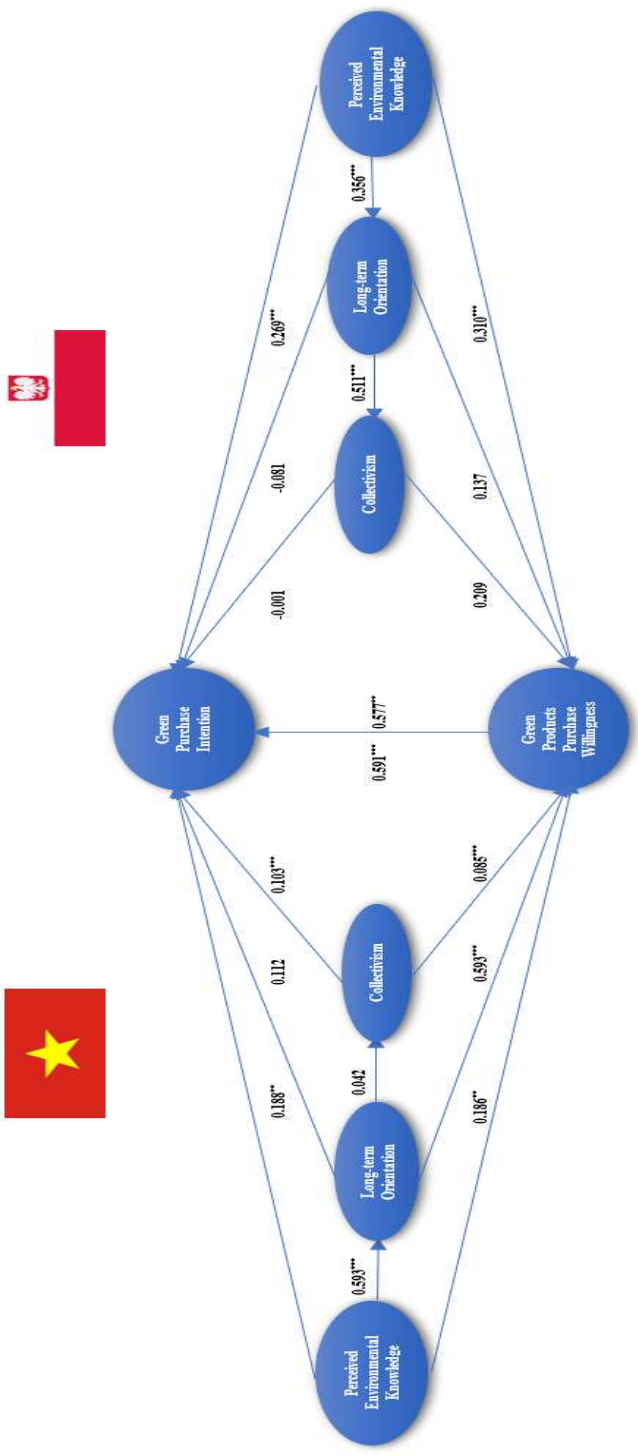 Green
Purchase
Intention
0.188**
0.112
0.103***
-0.001
-0.081
0.269***
Perceived
Environmental
Knowledge
0.593***
Long-term
Orientation
0.042
Collectivism
0.591***
0.577**
Collectivism
0.511***
Long-term
Orientation
0.356***
Perceived
Environmental
Knowledge
0.186**
0.593***
0.085****
0.209
0.137
0.310***
Green
Products
Purchase
Willingness